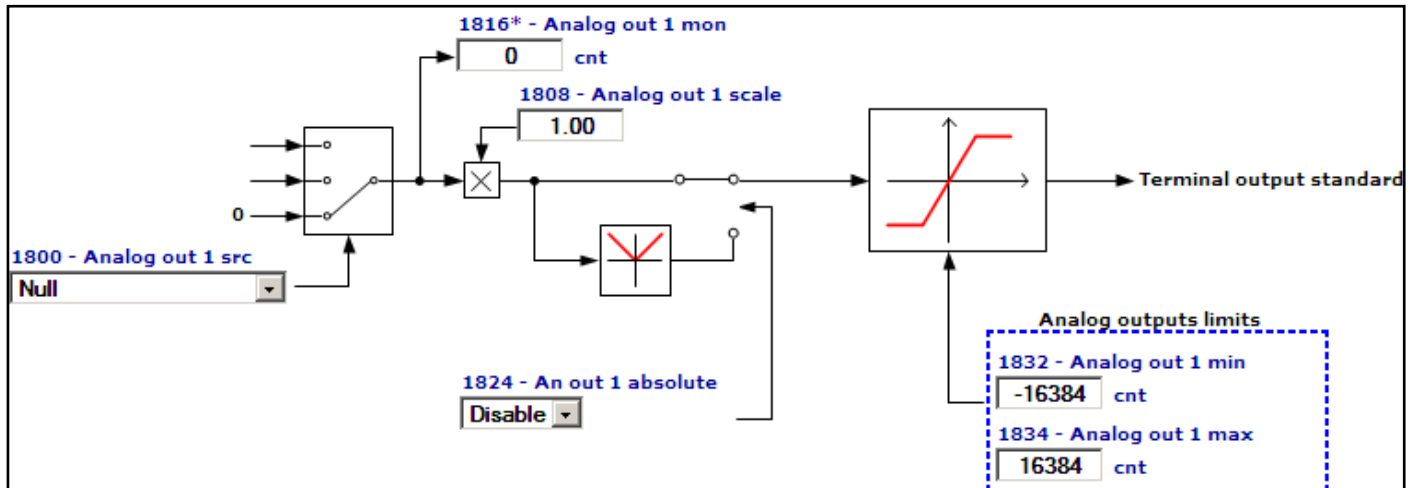 1816* - Analog out 1 mon
0 cnt
1808 - Analog out 1 scale
1.00
0
1800 - Analog out 1 src
Null
Terminal output standard
1824 - An out 1 absolute
Disable
Analog outputs limits
1832 - Analog out 1 min
-16384 cnt
1834 - Analog out 1 max
16384 cnt